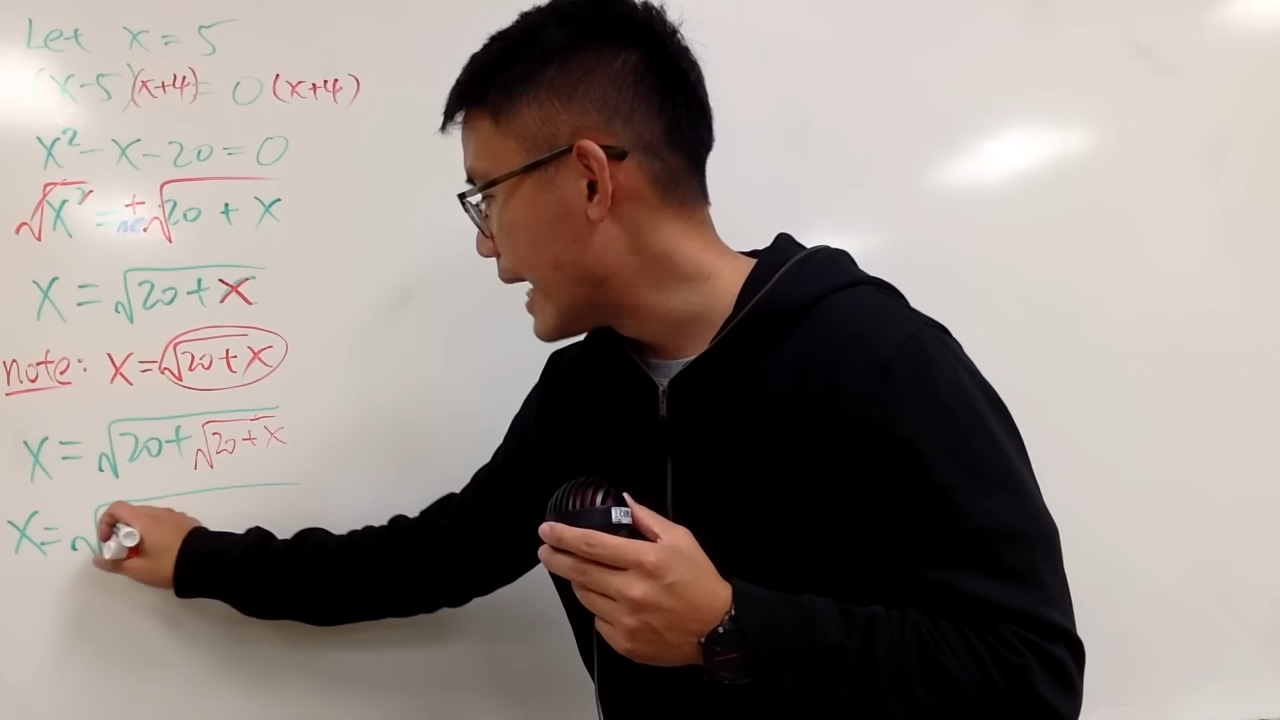 Let x = 5
(x-5)(x+4) = 0 (x+4)
x² - x - 20 = 0
√x² = ±√20 + x
x = √20 + x
note: x = √20 + x
x = √20 + √20 + x
x = √